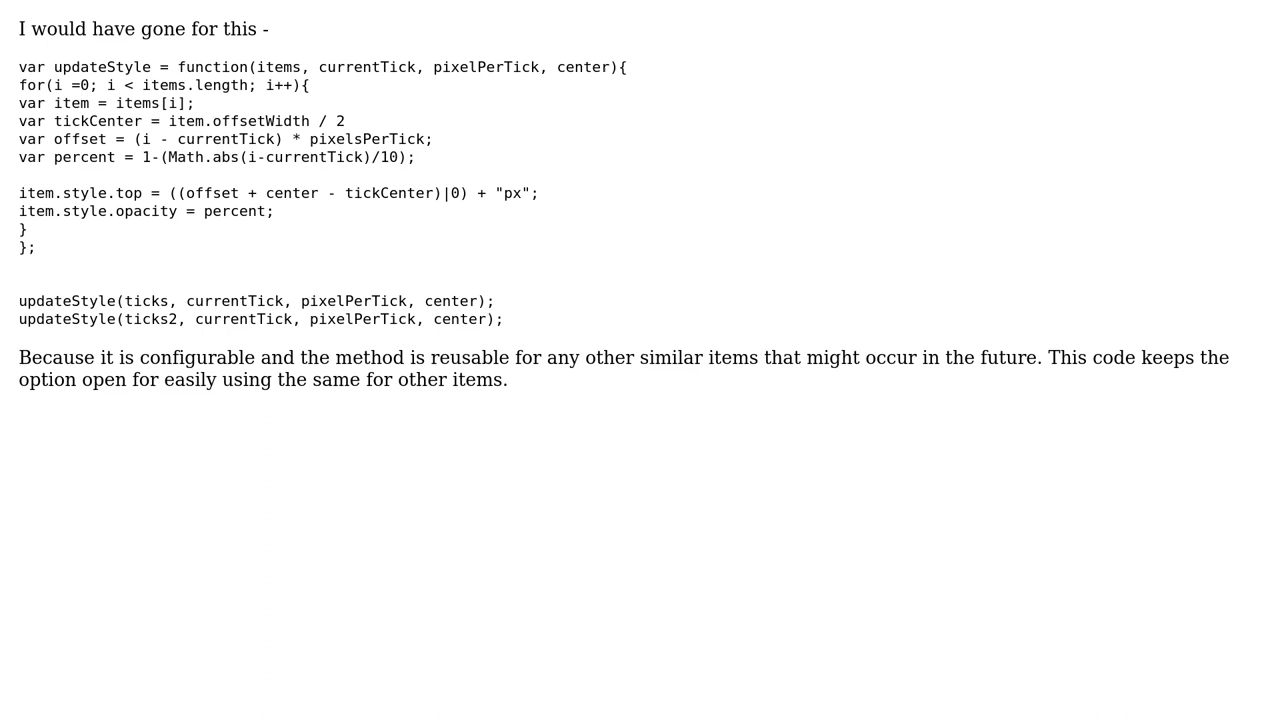 I would have gone for this -
var updateStyle = function(items, currentTick, pixelPerTick, center){
for(i =0; i < items.length; i++){
var item = items[i];
var tickCenter = item.offsetWidth / 2
var offset = (i - currentTick) * pixelsPerTick;
var percent = 1-(Math.abs(i-currentTick)/10);
item.style.top = ((offset + center - tickCenter)|0) + "px";
item.style.opacity = percent;
}
};
updateStyle(ticks, currentTick, pixelPerTick, center);
updateStyle(ticks2, currentTick, pixelPerTick, center);
Because it is configurable and the method is reusable for any other similar items that might occur in the future. This code keeps the
option open for easily using the same for other items.